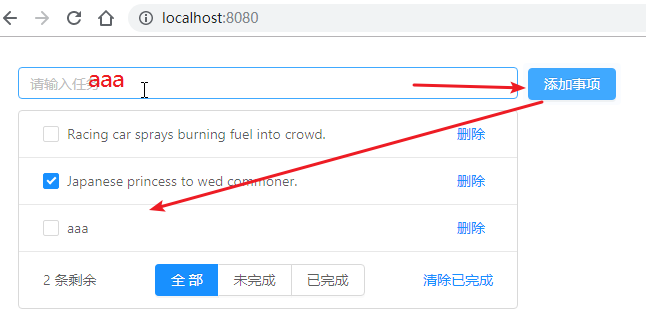 localhost:8080
请输入任务 aaa 添加事项
Racing car sprays burning fuel into crowd. 删除
Japanese princess to wed commoner. 删除
aaa 删除
2 条剩余 全部 未完成 已完成 清除已完成